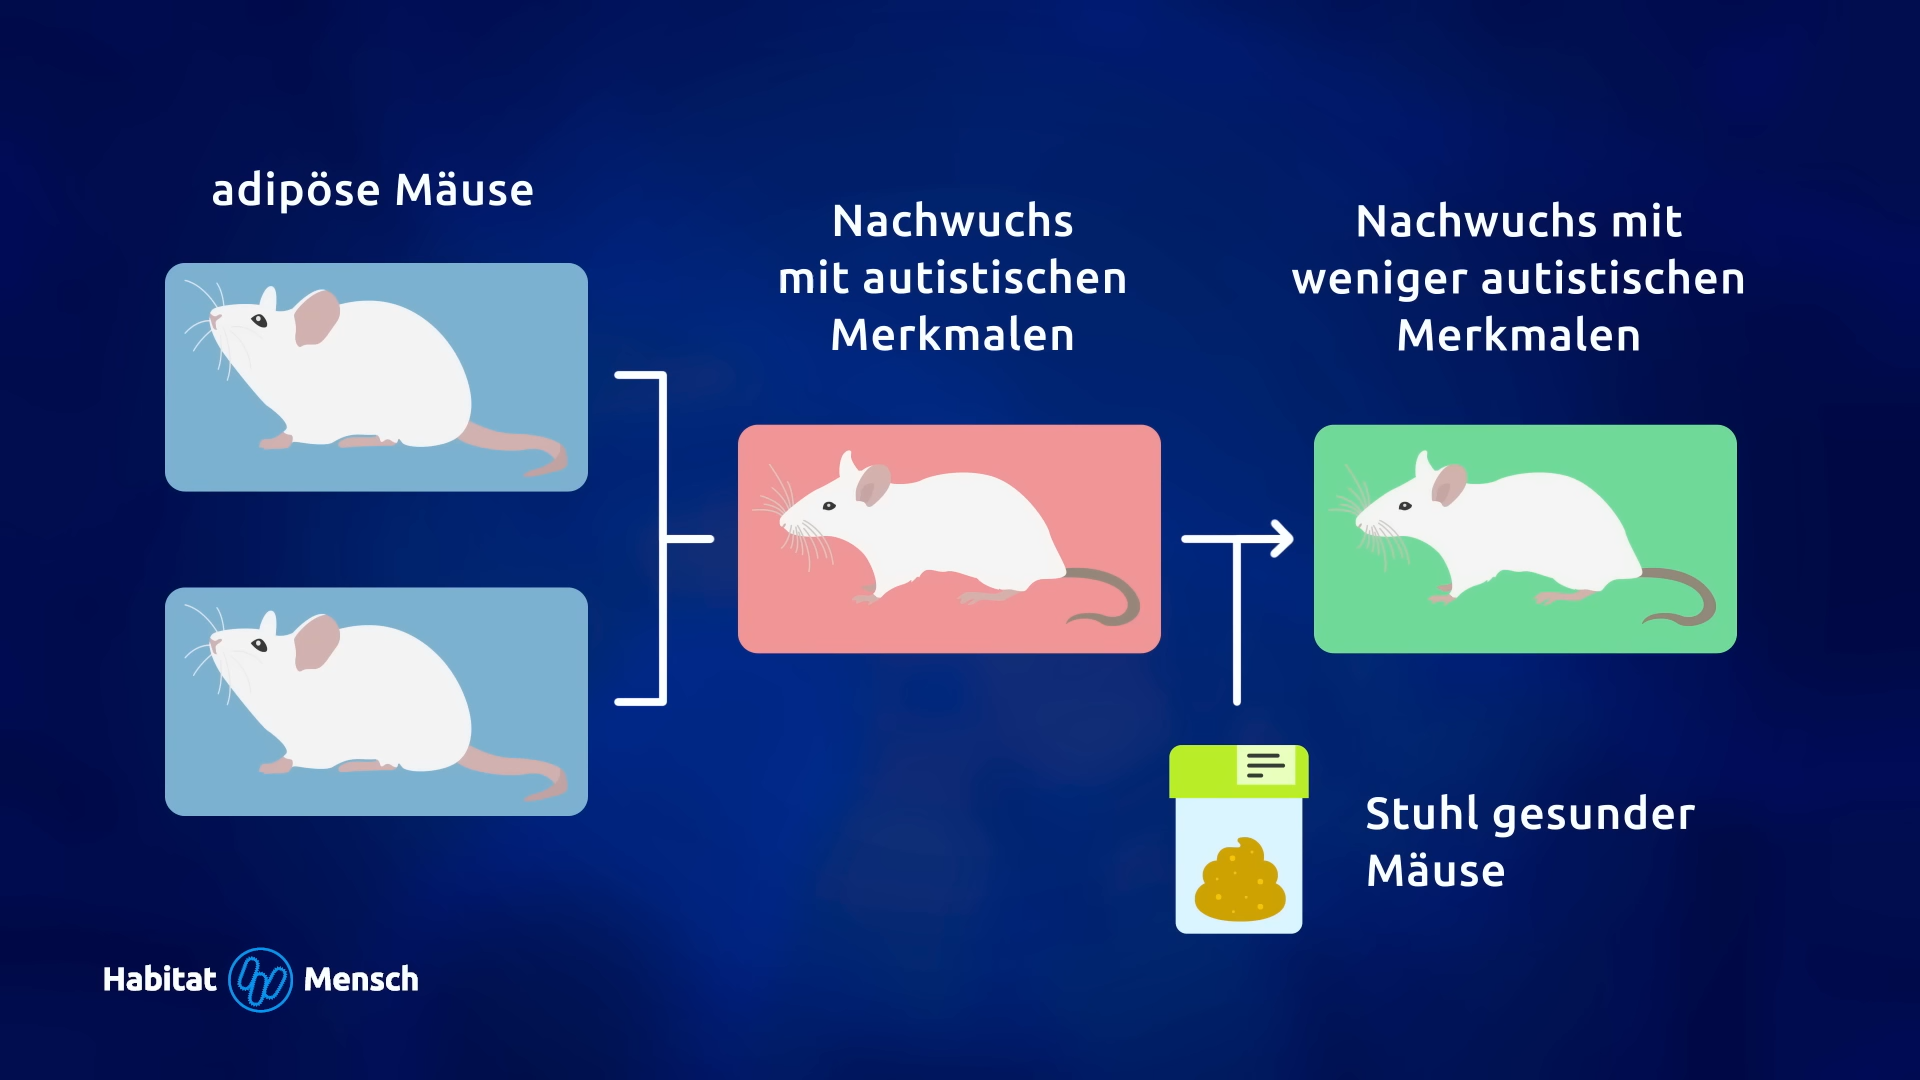 adipöse Mäuse
Nachwuchs
mit autistischen
Merkmalen
Nachwuchs mit
weniger autistischen
Merkmalen
Stuhl gesunder
Mäuse
Habitat Mensch